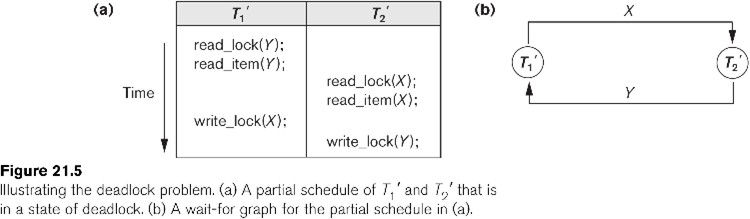 (a)
T1′ T2′
read_lock(Y);
read_item(Y);
read_lock(X);
read_item(X);
write_lock(X);
write_lock(Y);
Time
(b)
X
T1′ T2′
Y
Figure 21.5
Illustrating the deadlock problem. (a) A partial schedule of T1′ and T2′ that is
in a state of deadlock. (b) A wait-for graph for the partial schedule in (a).